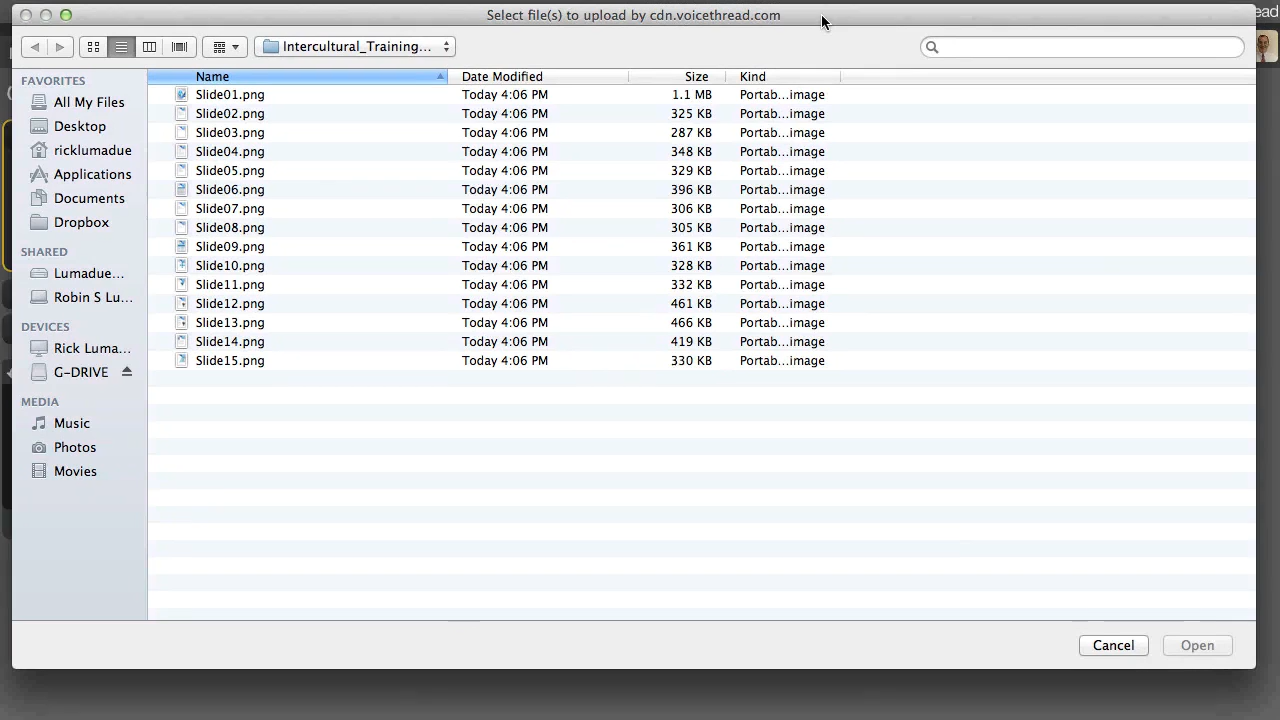 Select file(s) to upload by cdn.voicethread.com
ead
Intercultural_Training...
FAVORITES
All My Files
Desktop
ricklumadue
Applications
Documents
Dropbox
SHARED
Lumadue...
Robin S Lu...
DEVICES
Rick Luma...
G-DRIVE
MEDIA
Music
Photos
Movies
Name Date Modified Size Kind
Slide01.png Today 4:06 PM 1.1 MB Portab...image
Slide02.png Today 4:06 PM 325 KB Portab...image
Slide03.png Today 4:06 PM 287 KB Portab...image
Slide04.png Today 4:06 PM 348 KB Portab...image
Slide05.png Today 4:06 PM 329 KB Portab...image
Slide06.png Today 4:06 PM 396 KB Portab...image
Slide07.png Today 4:06 PM 306 KB Portab...image
Slide08.png Today 4:06 PM 305 KB Portab...image
Slide09.png Today 4:06 PM 361 KB Portab...image
Slide10.png Today 4:06 PM 328 KB Portab...image
Slide11.png Today 4:06 PM 332 KB Portab...image
Slide12.png Today 4:06 PM 461 KB Portab...image
Slide13.png Today 4:06 PM 466 KB Portab...image
Slide14.png Today 4:06 PM 419 KB Portab...image
Slide15.png Today 4:06 PM 330 KB Portab...image
Cancel Open